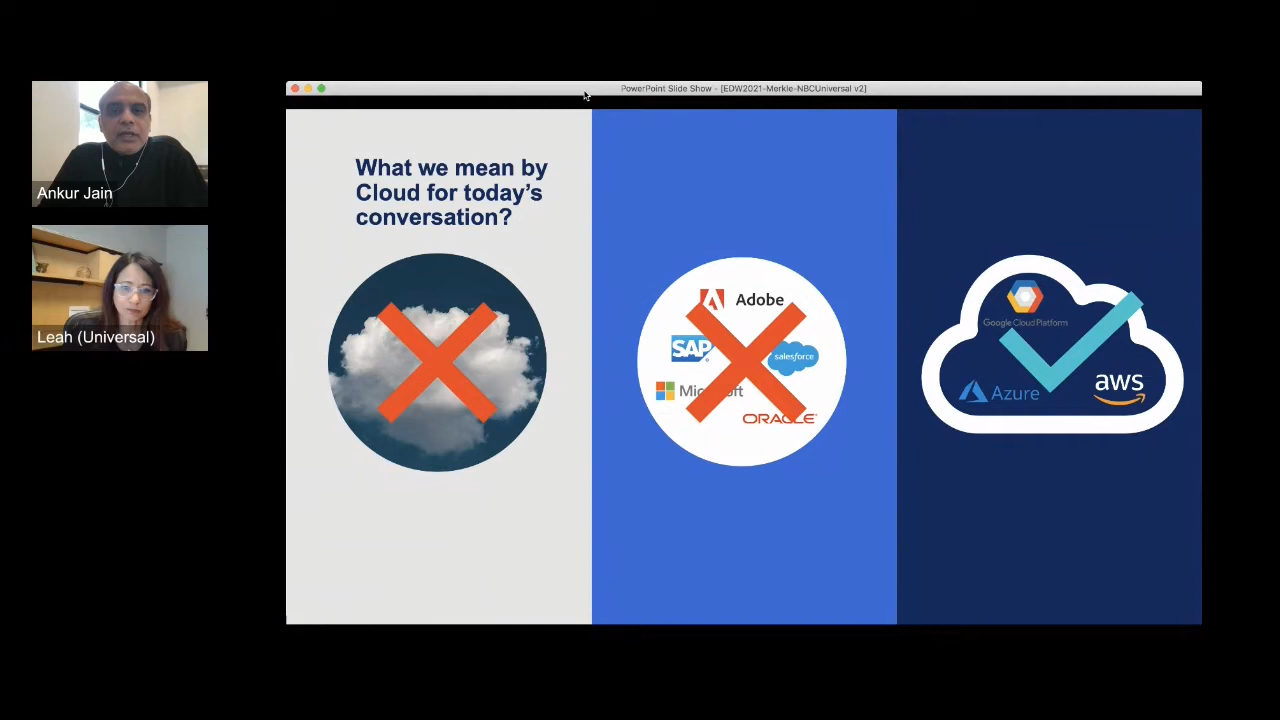 PowerPoint Slide Show - [EDW2021-Merkle-NBCUniversal v2]
Ankur Jain
Leah (Universal)
What we mean by
Cloud for today's
conversation?
Adobe
SAP
salesforce
Microsoft
ORACLE
Google Cloud Platform
Azure
aws